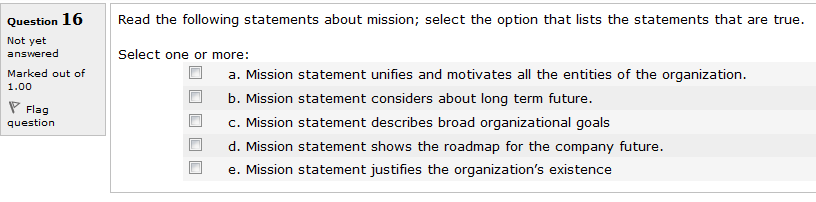 Question 16
Not yet
answered
Marked out of
1.00
Flag
question
Read the following statements about mission; select the option that lists the statements that are true.
Select one or more:
a. Mission statement unifies and motivates all the entities of the organization.
b. Mission statement considers about long term future.
c. Mission statement describes broad organizational goals
d. Mission statement shows the roadmap for the company future.
e. Mission statement justifies the organization’s existence